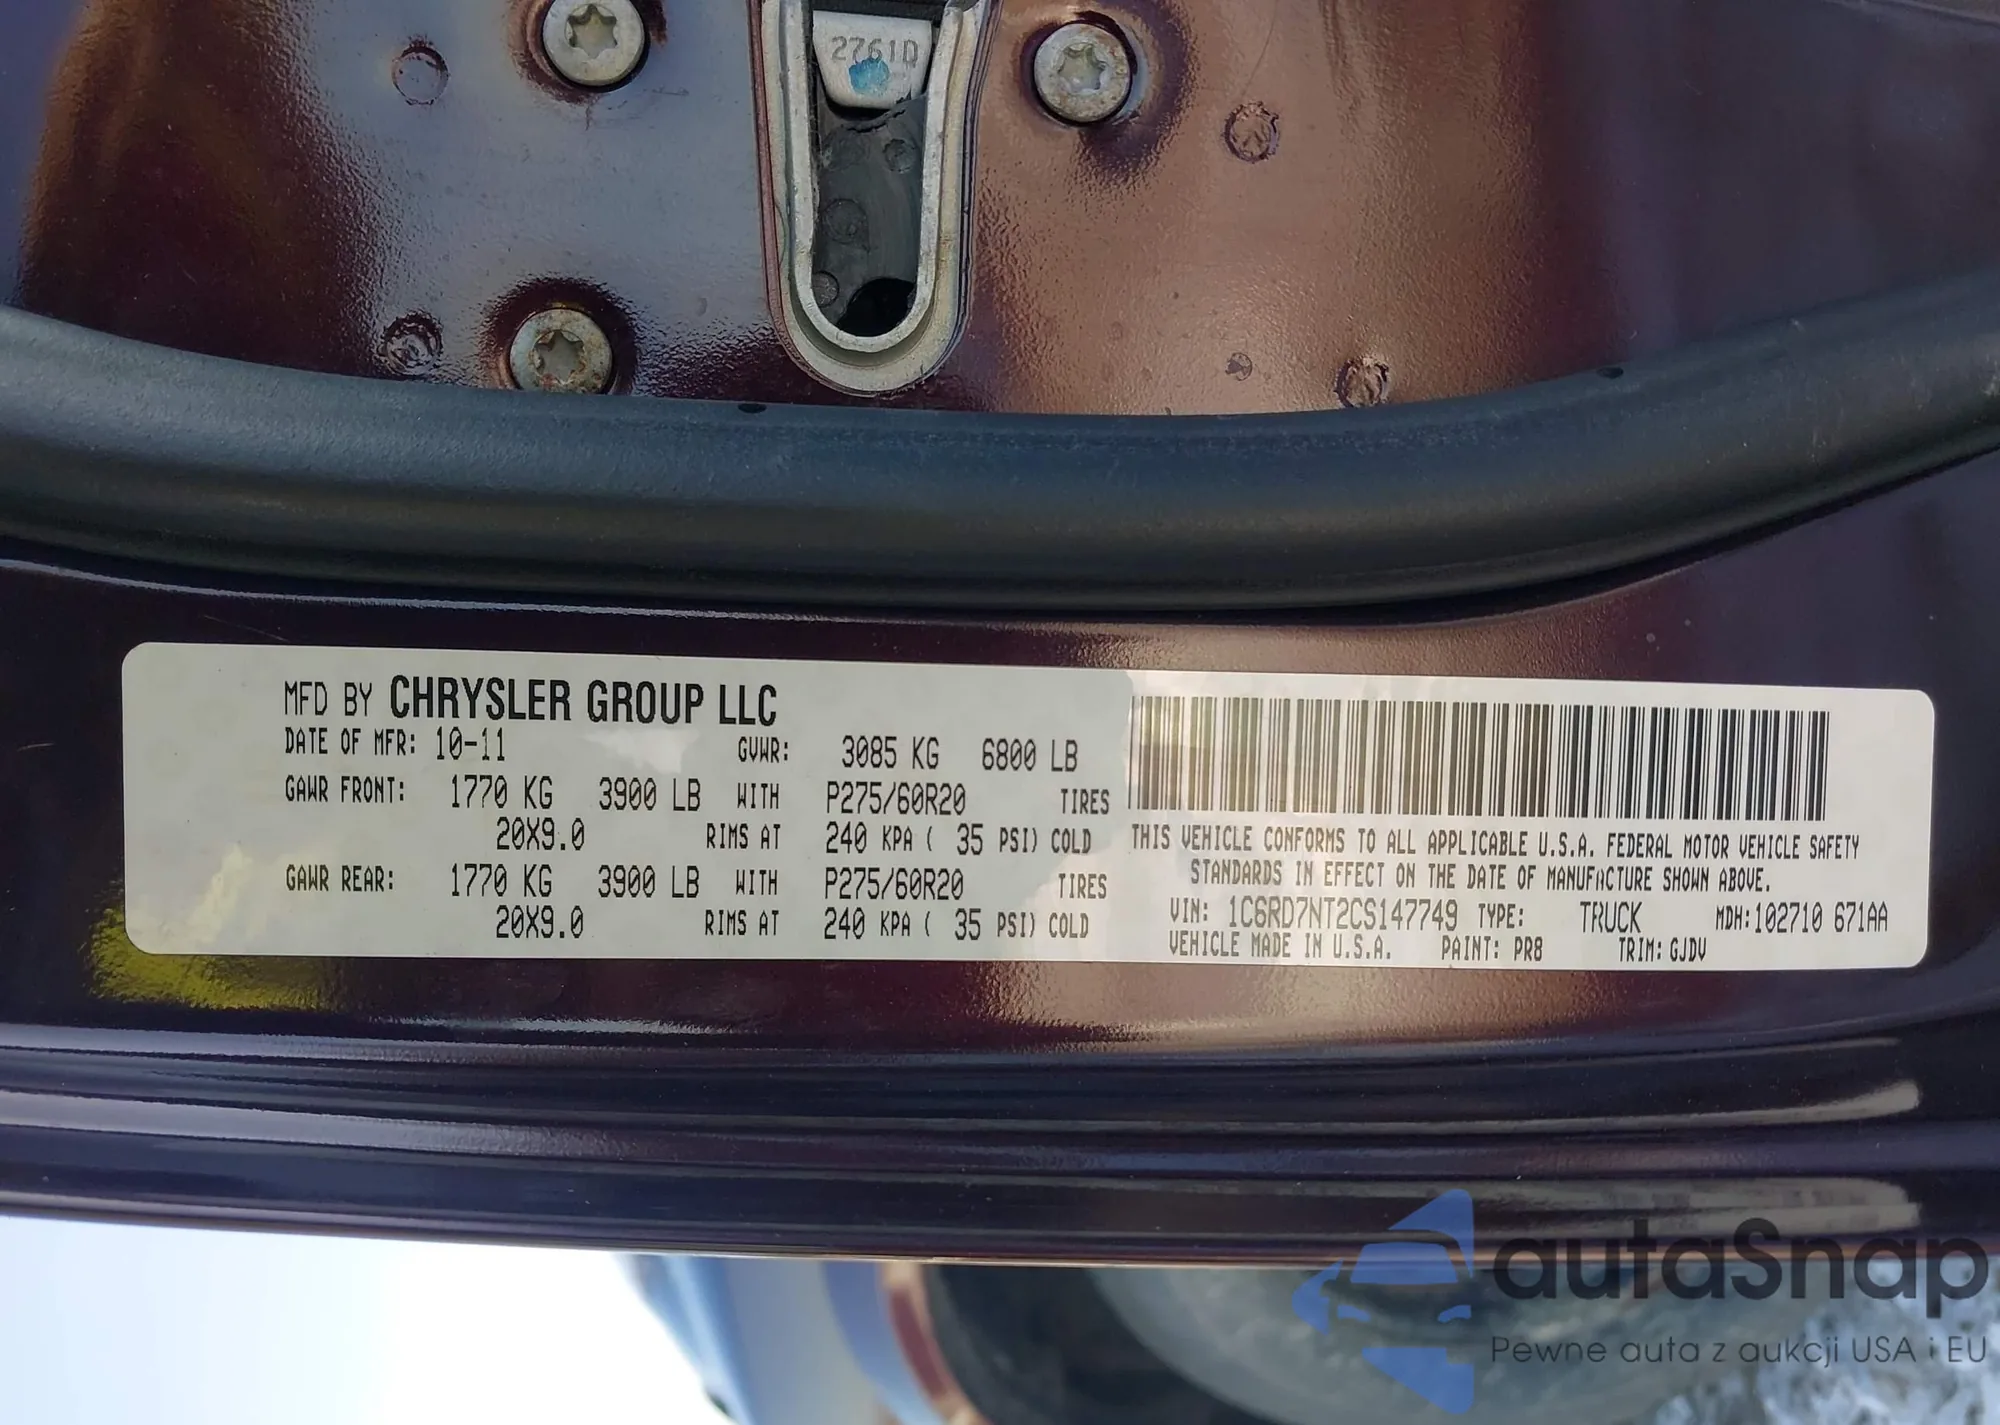 2761D
MFD BY CHRYSLER GROUP LLC
DATE OF MFR: 10-11 GVWR: 3085 KG 6800 LB
GAWR FRONT: 1770 KG 3900 LB WITH P275/60R20 TIRES
20X9.0 RIMS AT 240 KPA ( 35 PSI) COLD
GAWR REAR: 1770 KG 3900 LB WITH P275/60R20 TIRES
20X9.0 RIMS AT 240 KPA ( 35 PSI) COLD
THIS VEHICLE CONFORMS TO ALL APPLICABLE U.S.A. FEDERAL MOTOR VEHICLE SAFETY
STANDARDS IN EFFECT ON THE DATE OF MANUFACTURE SHOWN ABOVE.
VIN: 1C6RD7NT2CS147749 TYPE: TRUCK MDH:102710 671AA
VEHICLE MADE IN U.S.A. PAINT: PR8 TRIM: GJDV
autaSnap
Pewne auta z aukcji USA i EU